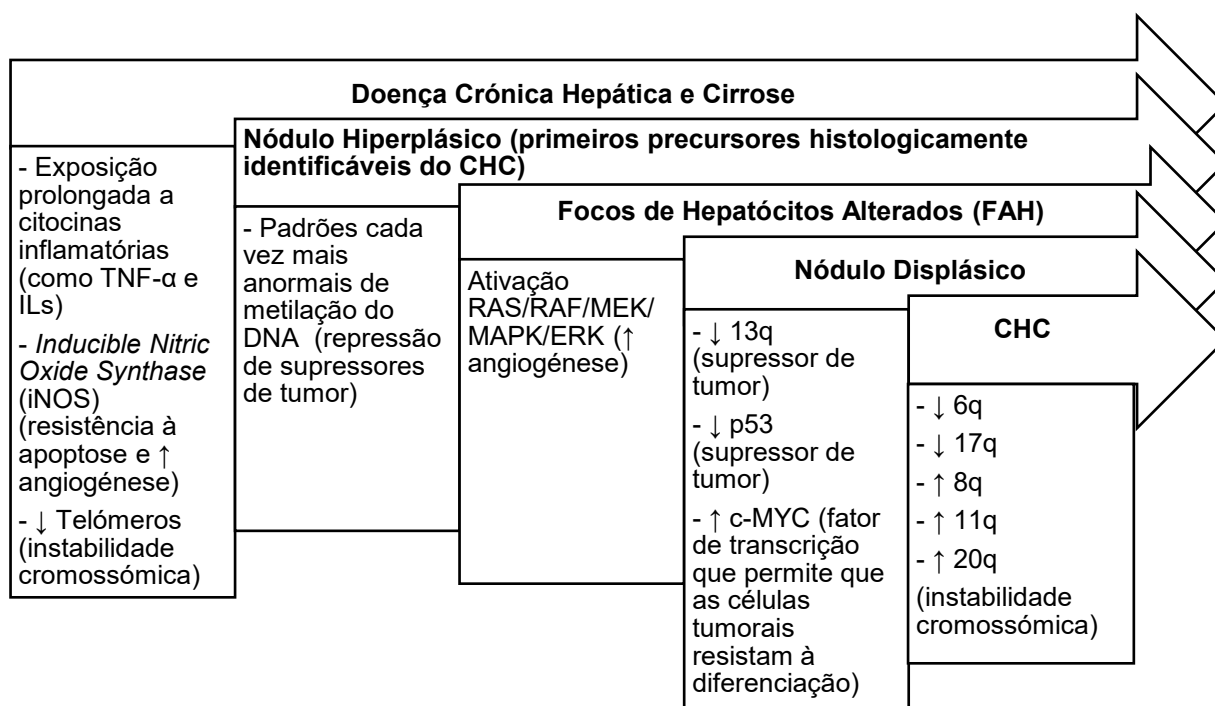 Doença Crónica Hepática e Cirrose
- Exposição
prolongada a
citocinas
inflamatórias
(como TNF-α e
ILs)
- Inducible Nitric
Oxide Synthase
(iNOS)
(resistência à
apoptose e ↑
angiogénese)
- ↓ Telómeros
(instabilidade
cromossómica)
Nódulo Hiperplásico (primeiros precursores histologicamente
identificáveis do CHC)
- Padrões cada
vez mais
anormais de
metilação do
DNA (repressão
de supressores
de tumor)
Focos de Hepatócitos Alterados (FAH)
Ativação
RAS/RAF/MEK/
MAPK/ERK (↑
angiogénese)
Nódulo Displásico
- ↓ 13q
(supressor de
tumor)
- ↓ p53
(supressor de
tumor)
- ↑ c-MYC (fator
de transcrição
que permite que
as células
tumorais
resistam à
diferenciação)
CHC
- ↓ 6q
- ↓ 17q
- ↑ 8q
- ↑ 11q
- ↑ 20q
(instabilidade
cromossómica)